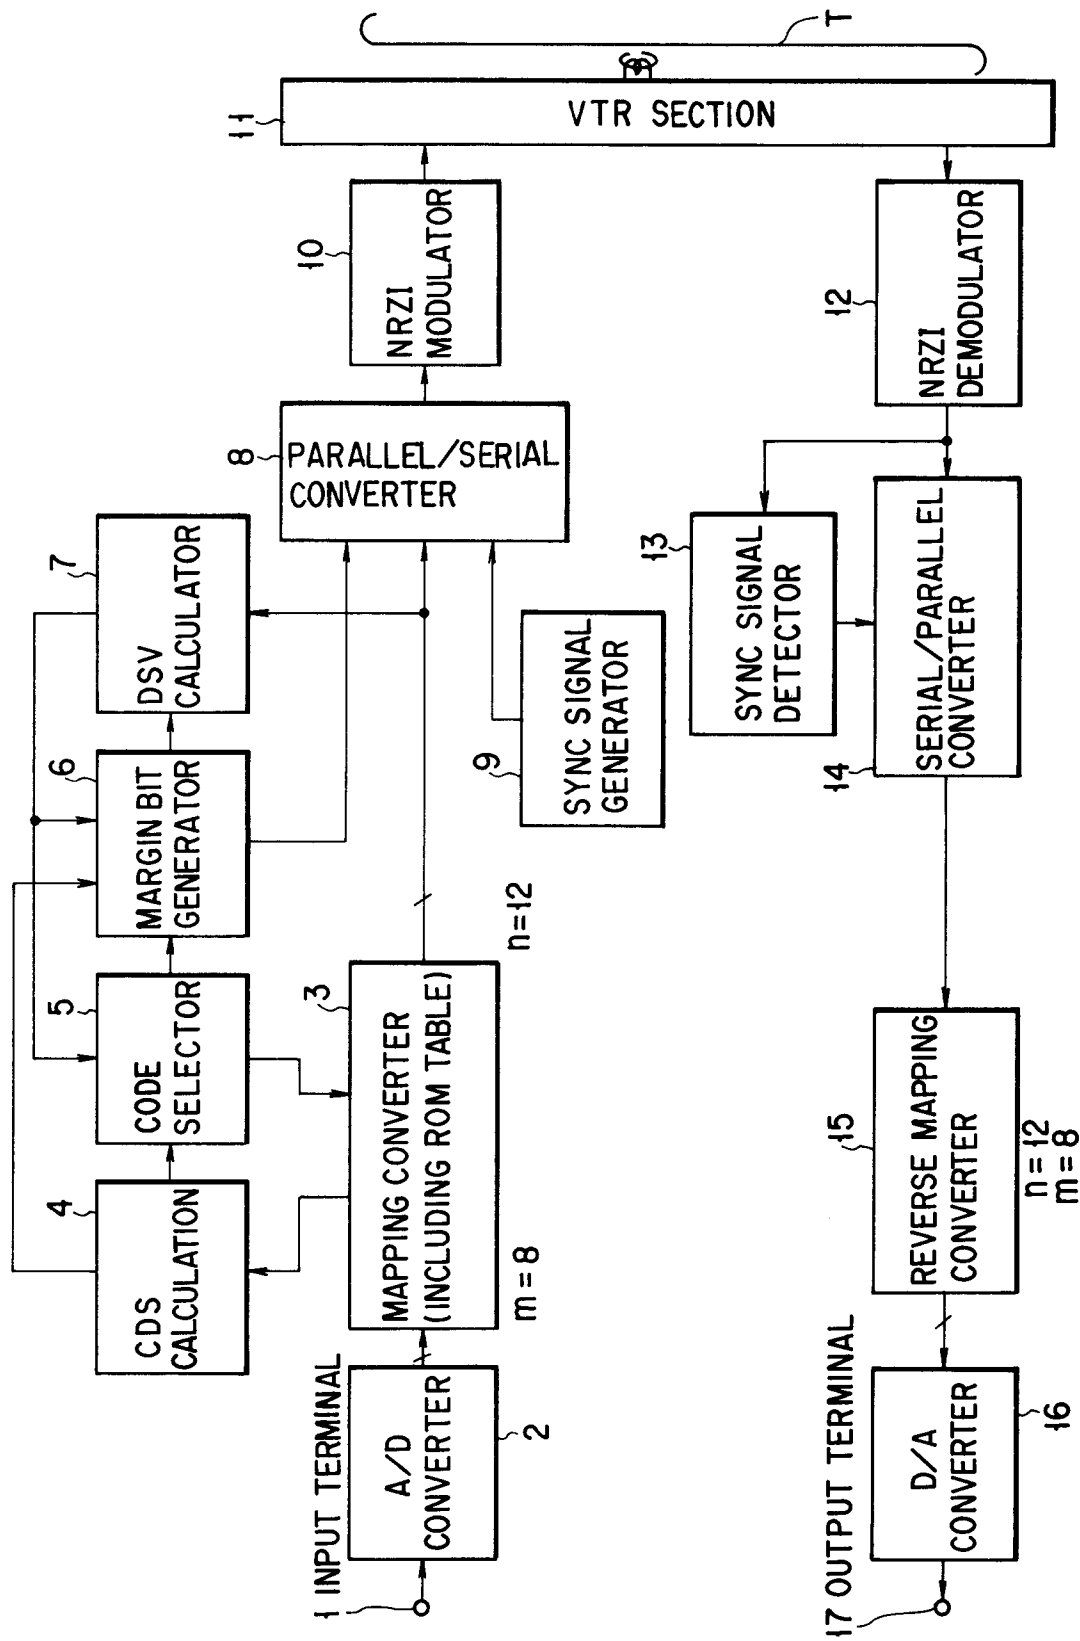 1 INPUT TERMINAL
A/D
CONVERTER
2
MAPPING CONVERTER
(INCLUDING ROM TABLE)
3
m = 8
n=12
CDS
CALCULATION
4
CODE
SELECTOR
5
MARGIN BIT
GENERATOR
6
DSV
CALCULATOR
7
PARALLEL/SERIAL
CONVERTER
8
SYNC SIGNAL
GENERATOR
9
NRZI
MODULATOR
10
VTR SECTION
11
T
NRZI
DEMODULATOR
12
SYNC SIGNAL
DETECTOR
13
SERIAL/PARALLEL
CONVERTER
14
REVERSE MAPPING
CONVERTER
15
n=12
m=8
D/A
CONVERTER
16
17 OUTPUT TERMINAL